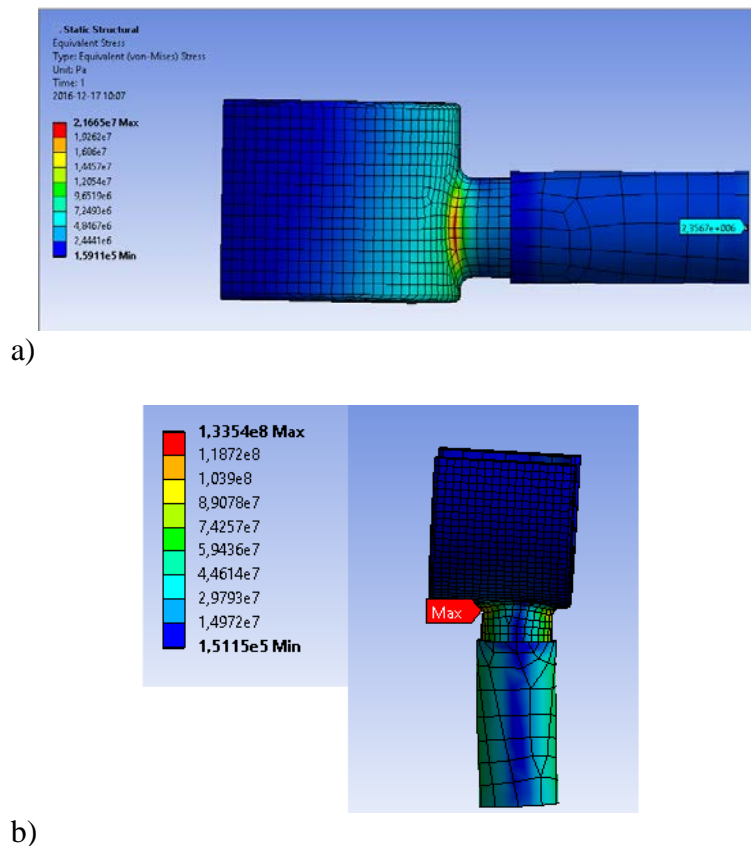 . Static Structural
Equivalent Stress
Type: Equivalent (von-Mises) Stress
Unit: Pa
Time: 1
2016-12-17 10:07
2,1665e7 Max
1,9262e7
1,686e7
1,4457e7
1,2054e7
9,6519e6
7,2493e6
4,8467e6
2,4441e6
1,5911e5 Min
2,3567e+006
a)
1,3354e8 Max
1,1872e8
1,039e8
8,9078e7
7,4257e7
5,9436e7
4,4614e7
2,9793e7
1,4972e7
1,5115e5 Min
Max
b)